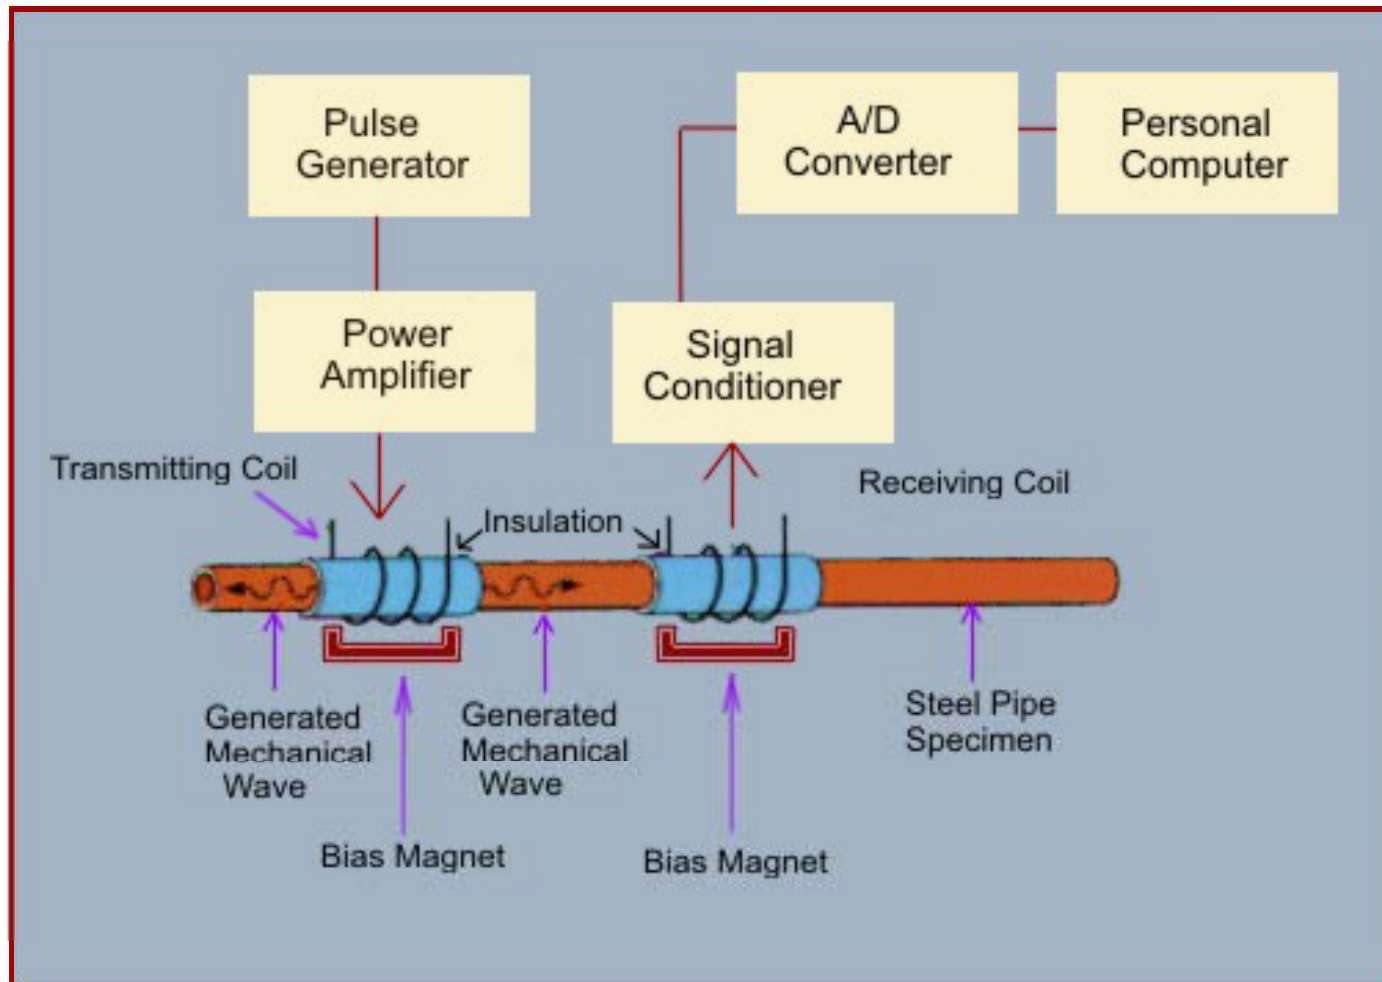 Pulse
Generator
A/D
Converter
Personal
Computer
Power
Amplifier
Signal
Conditioner
Transmitting Coil
Receiving Coil
Insulation
Generated
Mechanical
Wave
Generated
Mechanical
Wave
Steel Pipe
Specimen
Bias Magnet
Bias Magnet